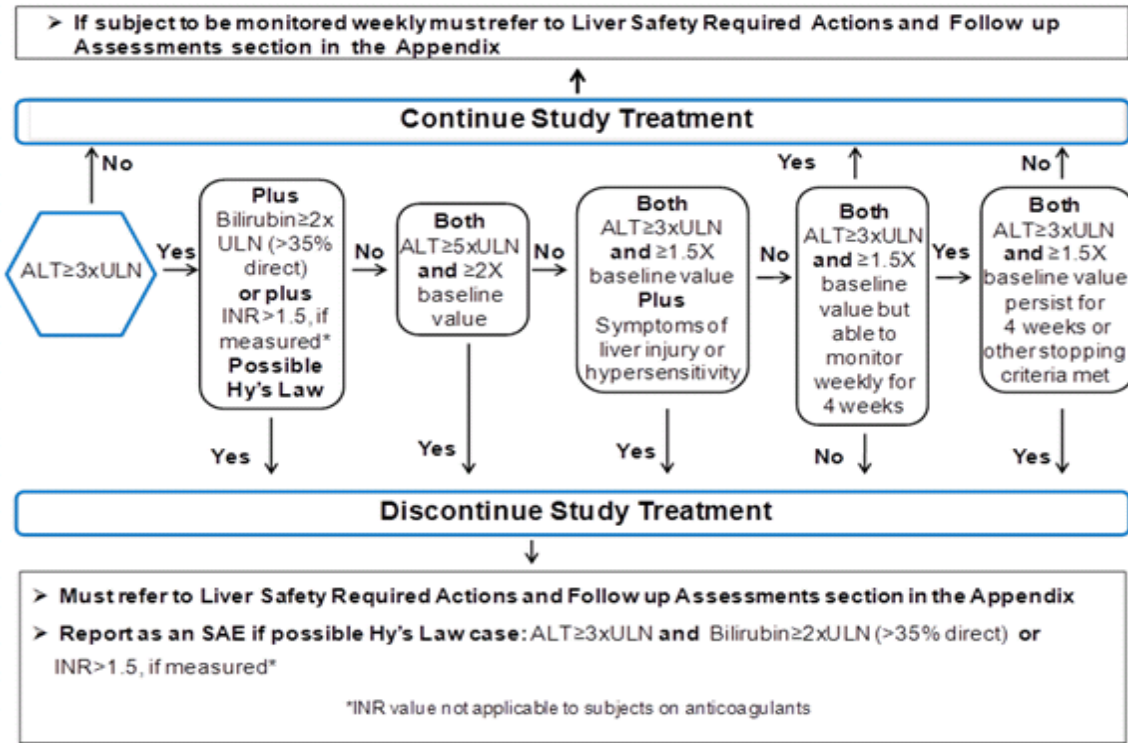 ➤ If subject to be monitored weekly must refer to Liver Safety Required Actions and Follow up
Assessments section in the Appendix
Continue Study Treatment
No
Yes
No
ALT≥3xULN
Yes
Plus
Bilirubin≥2x
ULN (>35%
direct)
or plus
INR>1.5, if
measured*
Possible
Hy's Law
No
Both
ALT≥5xULN
and ≥2X
baseline
value
No
Both
ALT≥3xULN
and ≥1.5X
baseline value
Plus
Symptoms of
liver injury or
hypersensitivity
No
Both
ALT≥3xULN
and ≥1.5X
baseline
value but
able to
monitor
weekly for
4 weeks
Yes
Both
ALT≥3xULN
and ≥1.5X
baseline value
persist for
4 weeks or
other stopping
criteria met
Yes
Yes
Yes
No
Yes
Discontinue Study Treatment
➤ Must refer to Liver Safety Required Actions and Follow up Assessments section in the Appendix
➤ Report as an SAE if possible Hy's Law case: ALT≥3xULN and Bilirubin≥2xULN (>35% direct) or
INR>1.5, if measured*
*INR value not applicable to subjects on anticoagulants